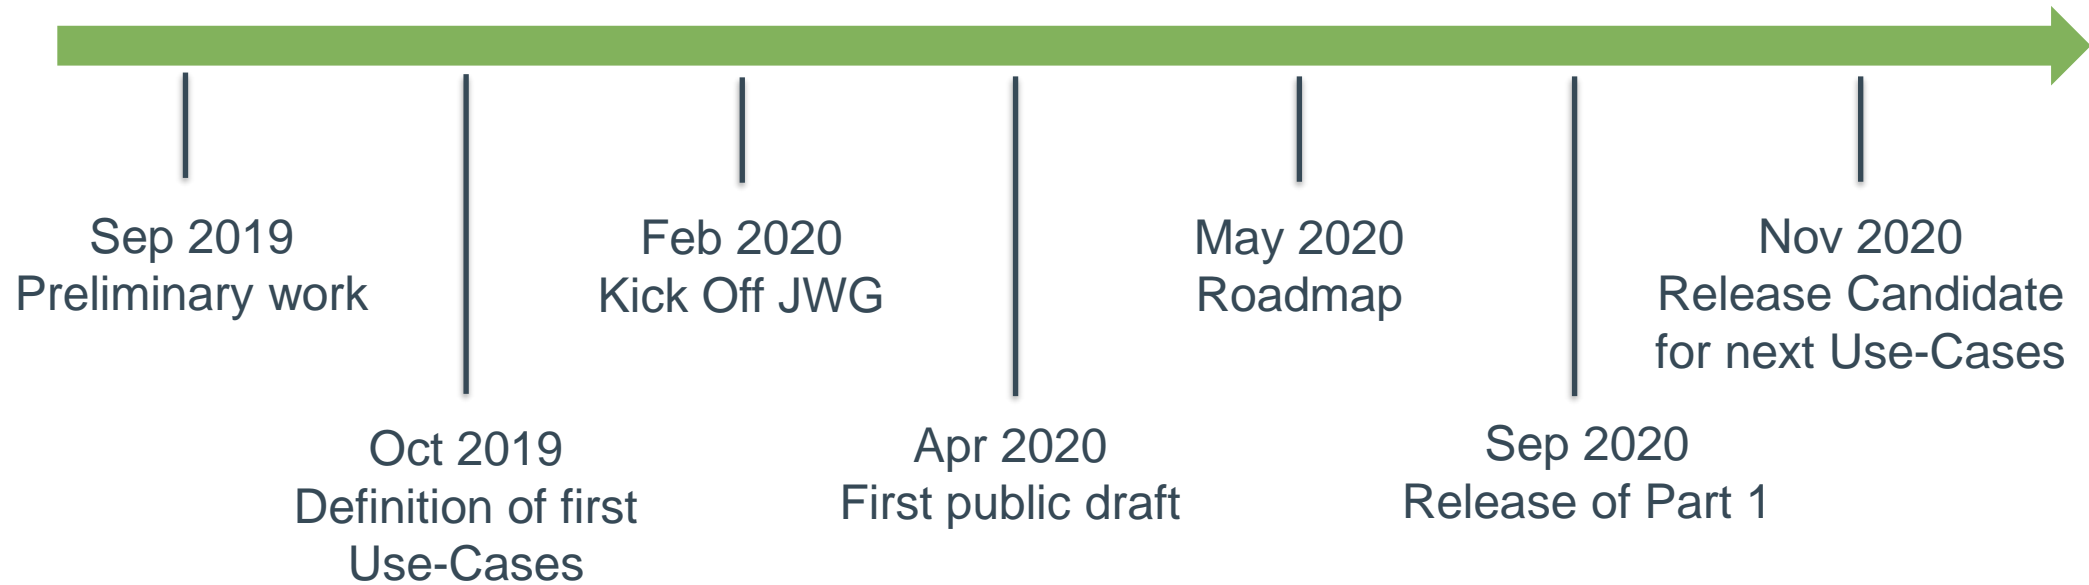 Sep 2019
Preliminary work
Oct 2019
Definition of first
Use-Cases
Feb 2020
Kick Off JWG
Apr 2020
First public draft
May 2020
Roadmap
Sep 2020
Release of Part 1
Nov 2020
Release Candidate
for next Use-Cases